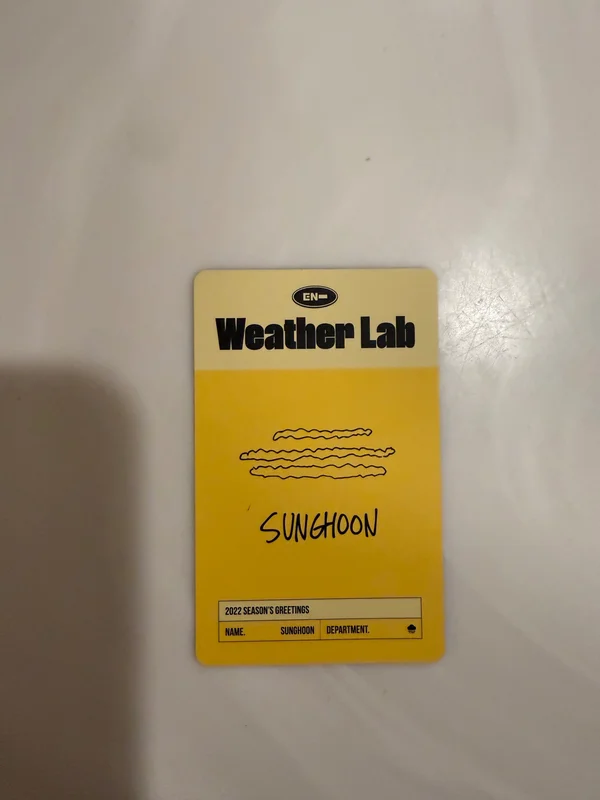 EN-
Weather Lab
SUNGHOON
2022 SEASON'S GREETINGS
NAME. SUNGHOON DEPARTMENT.